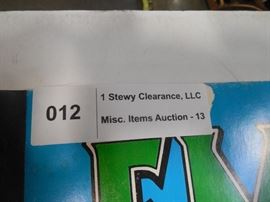 012
1 Stewy Clearance, LLC
Misc. Items Auction - 13